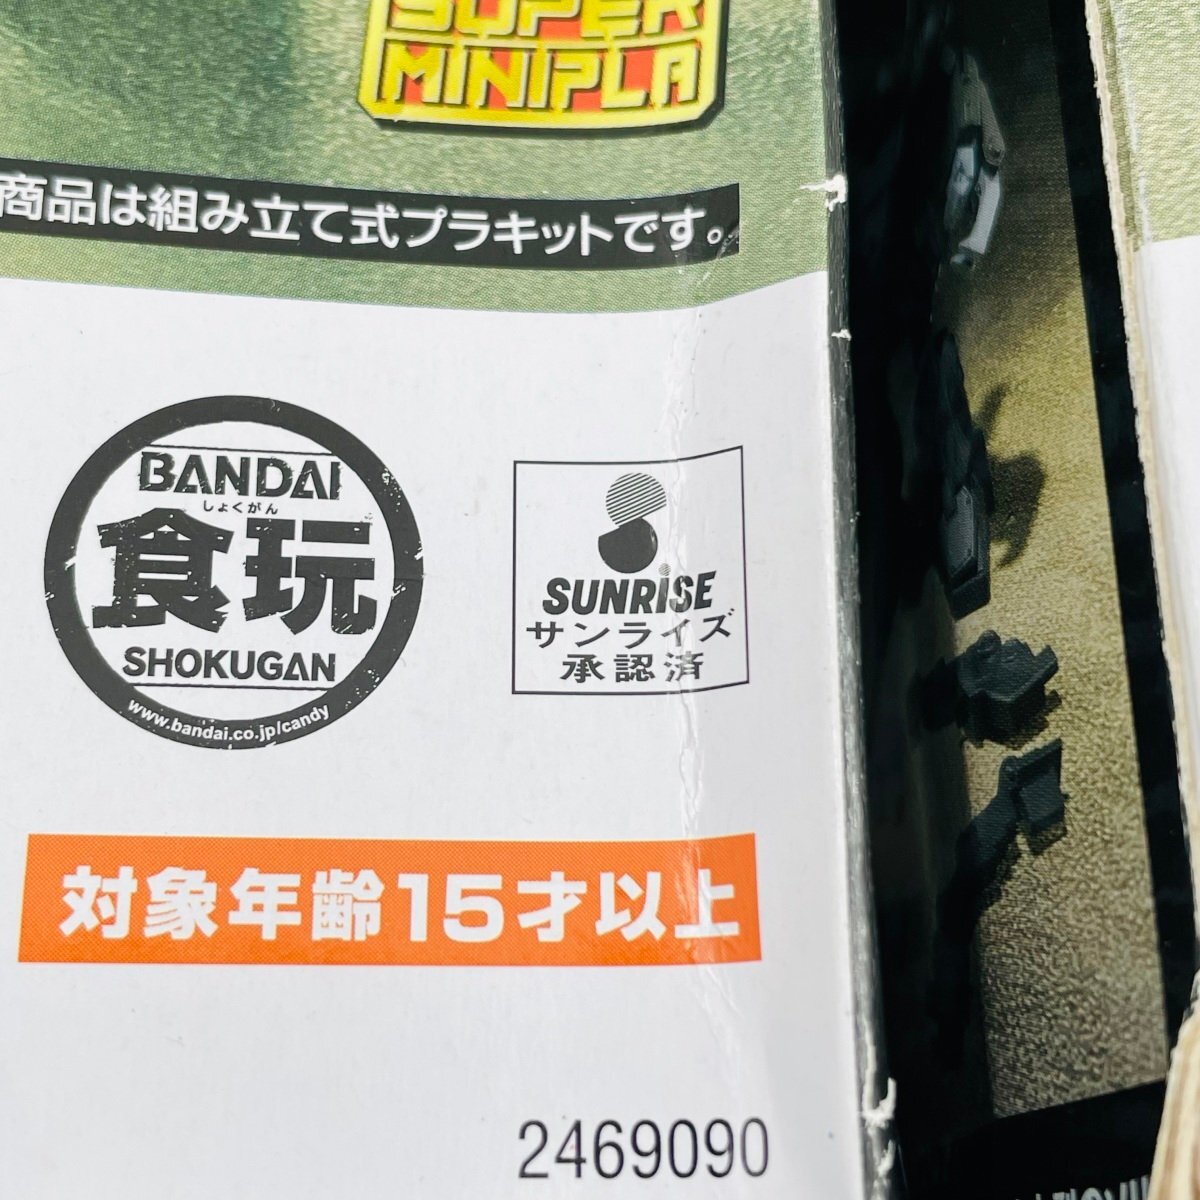 SUPER
MINIPLA
商品は組み立て式プラキットです。
BANDAI
しょくがん
食玩
SHOKUGAN
www.bandai.co.jp/candy
SUNRISE
サンライズ
承認済
対象年齢15才以上
2469090